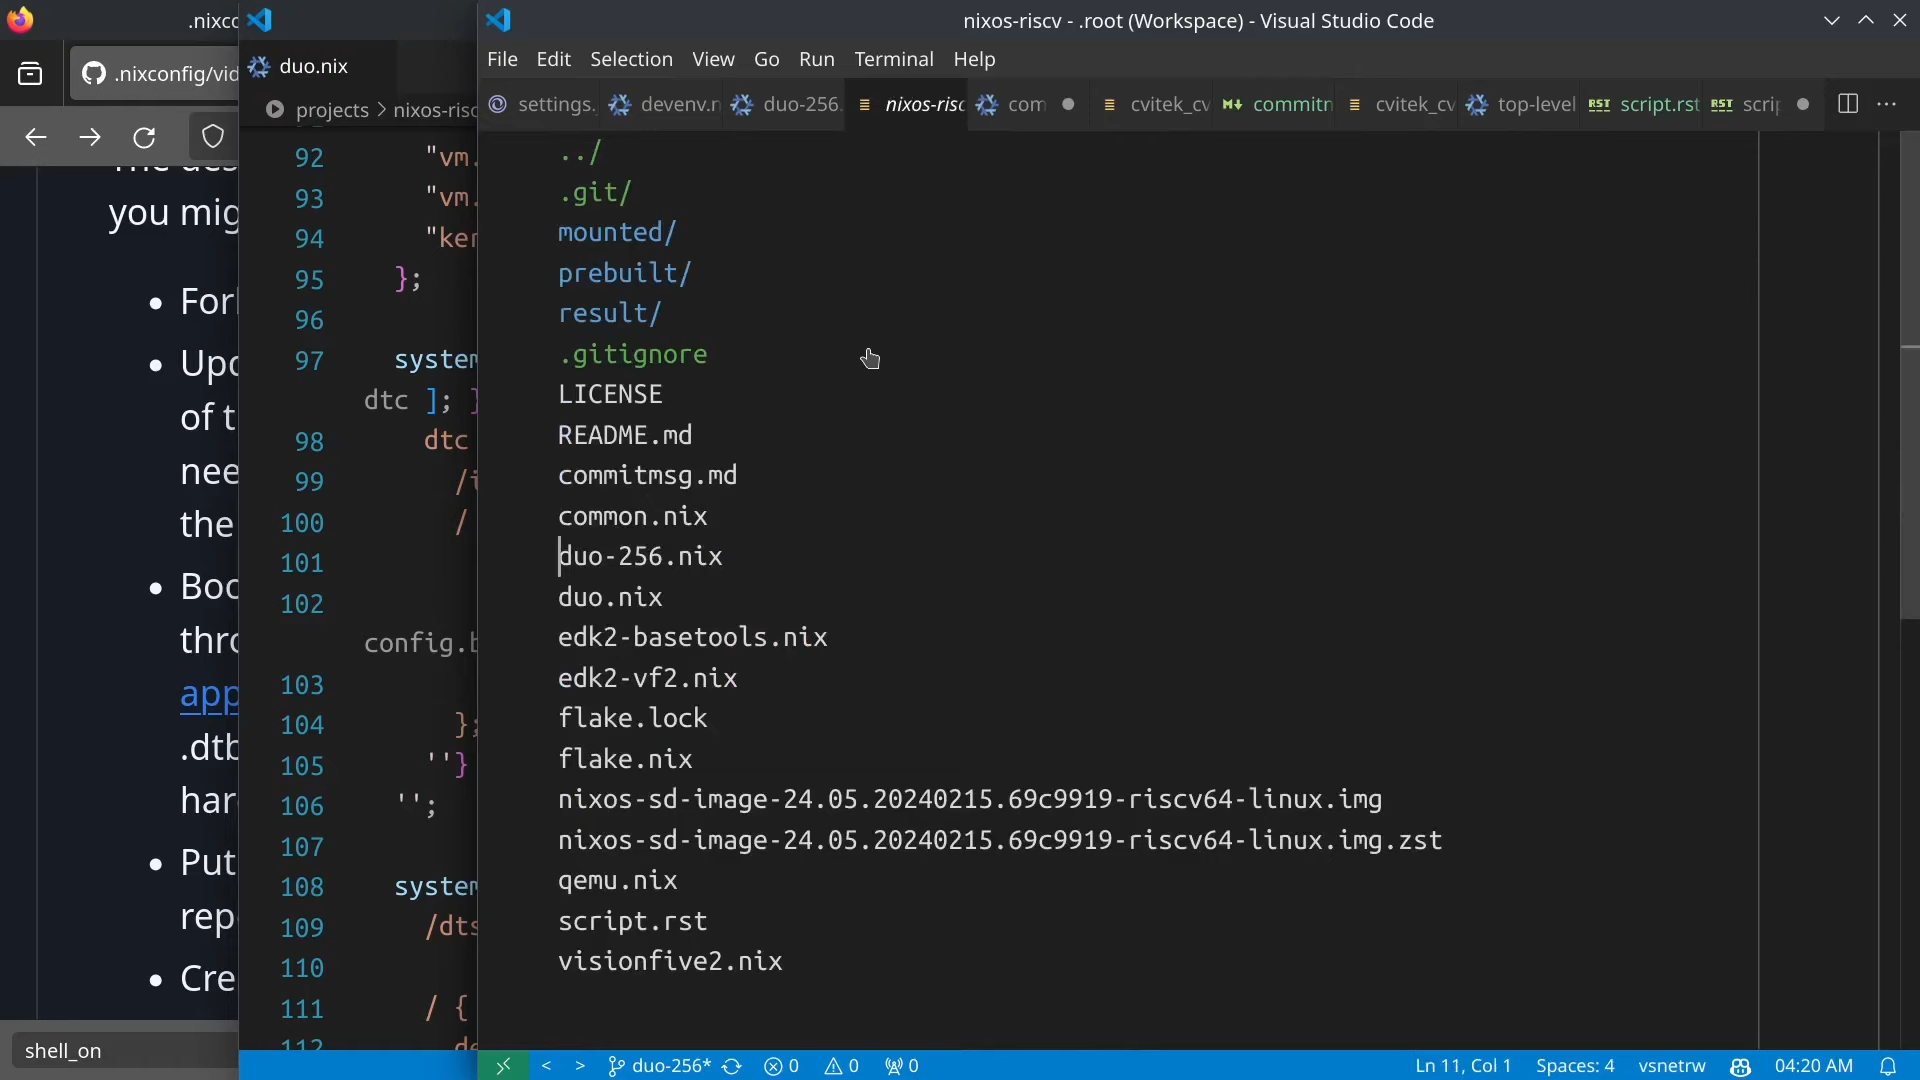 .nixco
.nixconfig/vid
you mig
For
Upd
of t
nee
the
Boo
thro
app
.dtb
har
Put
rep
Cre
shell_on
duo.nix
projects > nixos-risc
92 "vm.
93 "vm.
94 "ker
95 };
96
97 system
dtc ]; }
98 dtc
99 /i
100 /
101
102
config.b
103
104 };
105 ''}
106 '';
107
108 system
109 /dts
110
111 / {
112 de
nixos-riscv - .root (Workspace) - Visual Studio Code
File Edit Selection View Go Run Terminal Help
settings. devenv.n duo-256. nixos-risc com cvitek_cv commitm cvitek_cv top-level script.rst scrip
../
.git/
mounted/
prebuilt/
result/
.gitignore
LICENSE
README.md
commitmsg.md
common.nix
duo-256.nix
duo.nix
edk2-basetools.nix
edk2-vf2.nix
flake.lock
flake.nix
nixos-sd-image-24.05.20240215.69c9919-riscv64-linux.img
nixos-sd-image-24.05.20240215.69c9919-riscv64-linux.img.zst
qemu.nix
script.rst
visionfive2.nix
< > duo-256* 0 0 0 Ln 11, Col 1 Spaces: 4 vsnetrw 04:20 AM